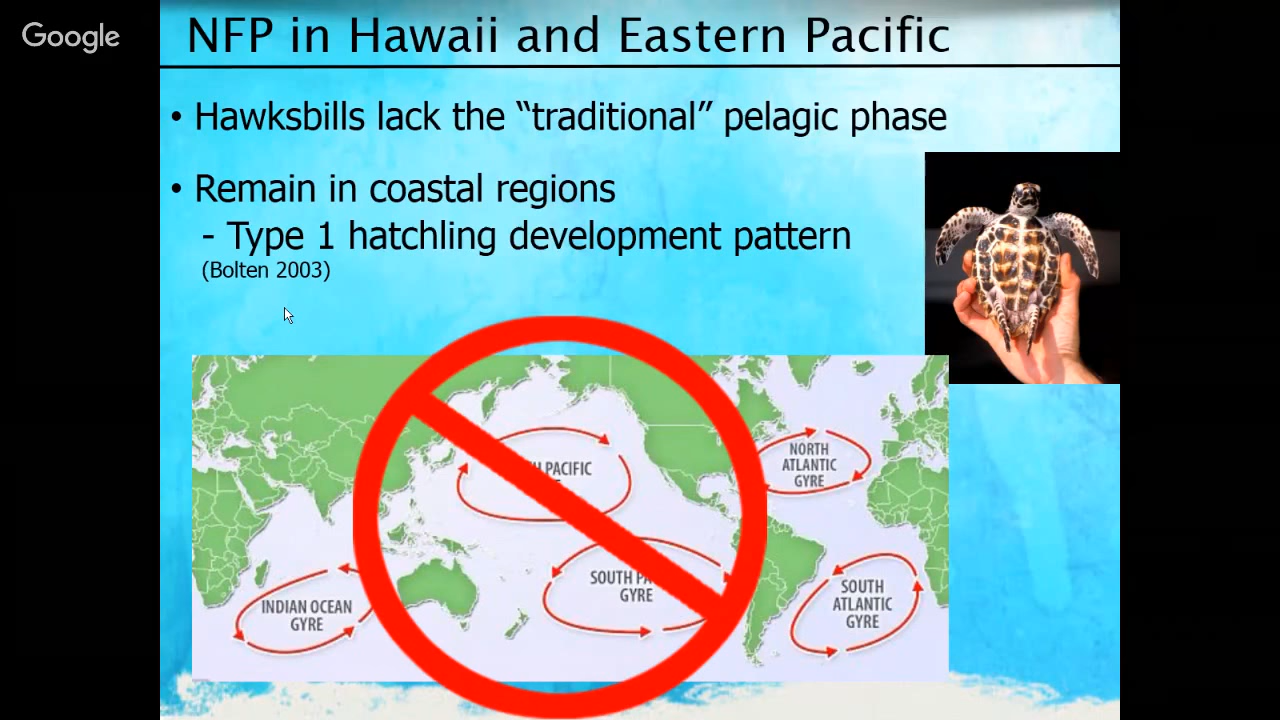 Google
NFP in Hawaii and Eastern Pacific
• Hawksbills lack the “traditional” pelagic phase
• Remain in coastal regions
- Type 1 hatchling development pattern
(Bolten 2003)
NORTH
ATLANTIC
GYRE
PACIFIC
SOUTH
GYRE
SOUTH
ATLANTIC
GYRE
INDIAN OCEAN
GYRE